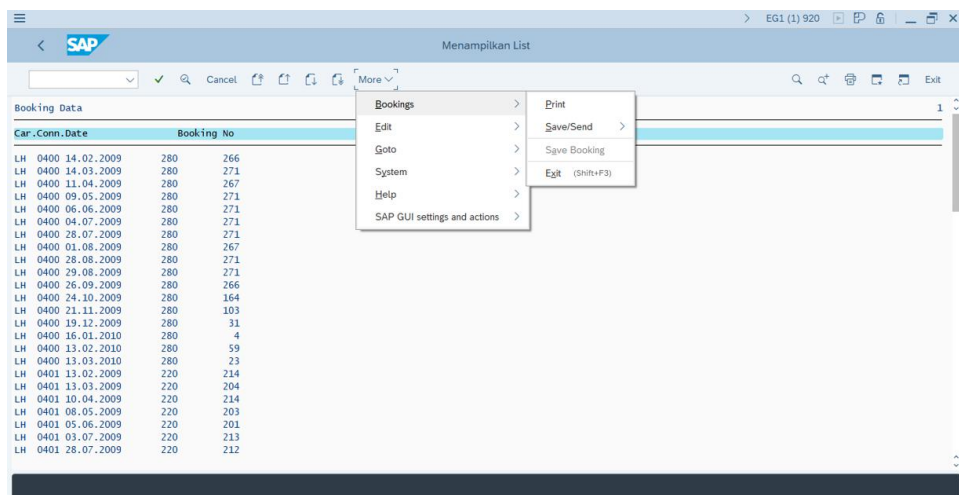 EG1 (1) 920
SAP
Menampilkan List
Cancel
More
Exit
Booking Data
1
Car.Conn.Date Booking No
LH 0400 14.02.2009 280 266
LH 0400 14.03.2009 280 271
LH 0400 11.04.2009 280 267
LH 0400 09.05.2009 280 271
LH 0400 06.06.2009 280 271
LH 0400 04.07.2009 280 271
LH 0400 28.07.2009 280 271
LH 0400 01.08.2009 280 267
LH 0400 28.08.2009 280 271
LH 0400 29.08.2009 280 271
LH 0400 26.09.2009 280 266
LH 0400 24.10.2009 280 164
LH 0400 21.11.2009 280 103
LH 0400 19.12.2009 280 31
LH 0400 16.01.2010 280 4
LH 0400 13.02.2010 280 59
LH 0400 13.03.2010 280 23
LH 0401 13.02.2009 220 214
LH 0401 13.03.2009 220 204
LH 0401 10.04.2009 220 214
LH 0401 08.05.2009 220 203
LH 0401 05.06.2009 220 201
LH 0401 03.07.2009 220 213
LH 0401 28.07.2009 220 212
Bookings
Edit
Goto
System
Help
SAP GUI settings and actions
Print
Save/Send
Save Booking
Exit (Shift+F3)